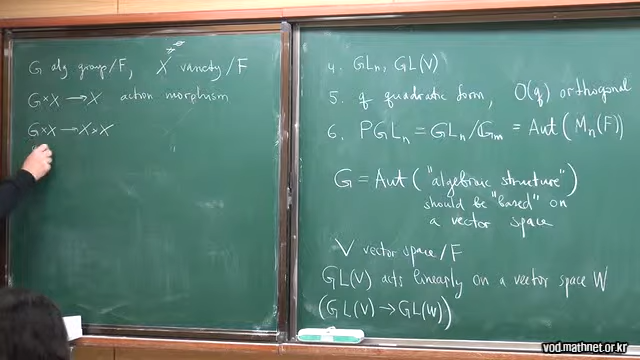 G alg group/F, X variety/F
G×X → X action morphism
G×X → X×X
4. GLn, GL(V)
5. q quadratic form, O(q) orthogonal
6. PGLn = GLn/Gm = Aut(Mn(F))
G = Aut("algebraic structure")
should be "based" on
a vector space
V vector space/F
GL(V) acts linearly on a vector space W
(GL(V) → GL(W))
vod.mathnet.or.kr